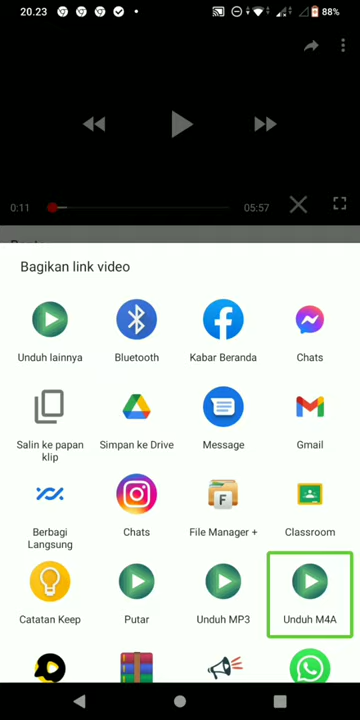 20.23
88%
0:11
05:57
Bagikan link video
Unduh lainnya
Bluetooth
Kabar Beranda
Chats
Salin ke papan
klip
Simpan ke Drive
Message
Gmail
Berbagi
Langsung
Chats
File Manager +
Classroom
Catatan Keep
Putar
Unduh MP3
Unduh M4A